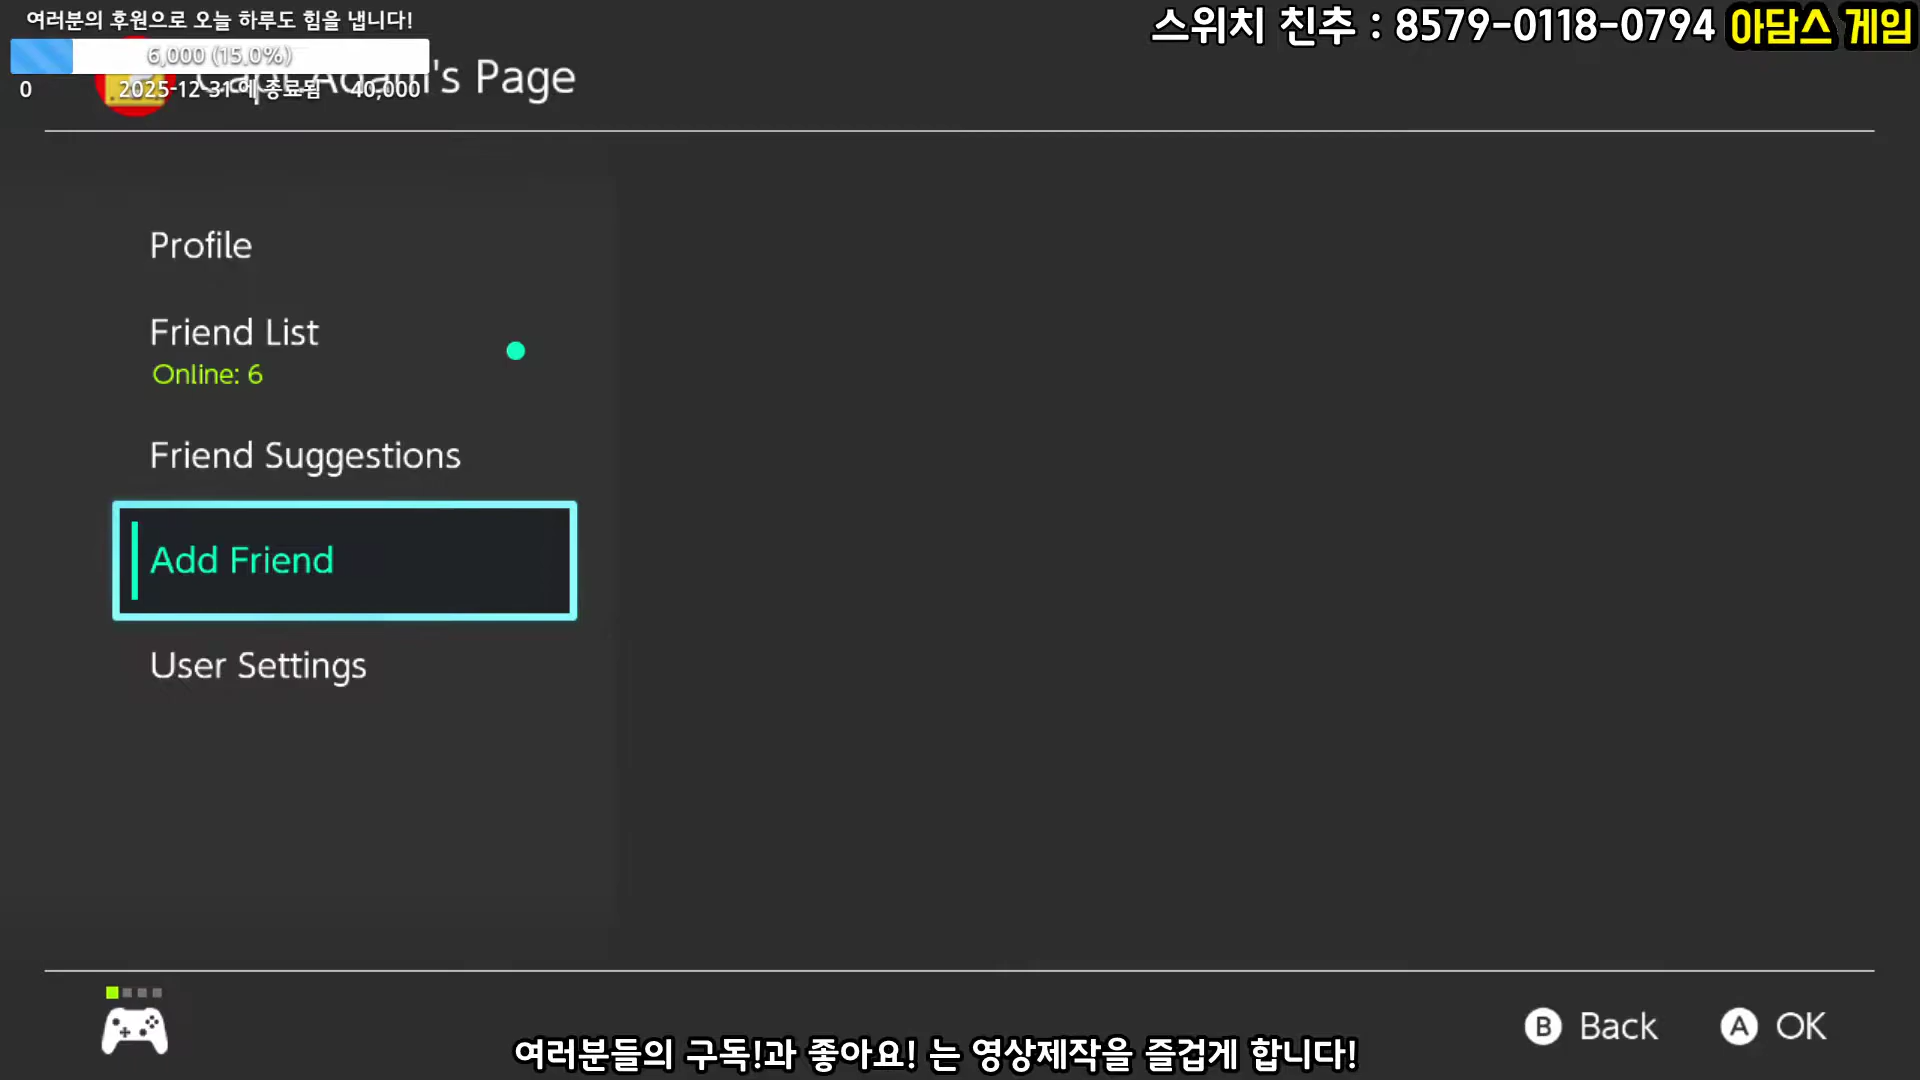 여러분의 후원으로 오늘 하루도 힘을 냅니다!
6,000 (15.0%)
0 2025-12-31에 종료됨 40,000
스위치 친추 : 8579-0118-0794 아담스 게임
Capt.Adam's Page
Profile
Friend List
Online: 6
Friend Suggestions
Add Friend
User Settings
B Back A OK
여러분들의 구독!과 좋아요! 는 영상제작을 즐겁게 합니다!